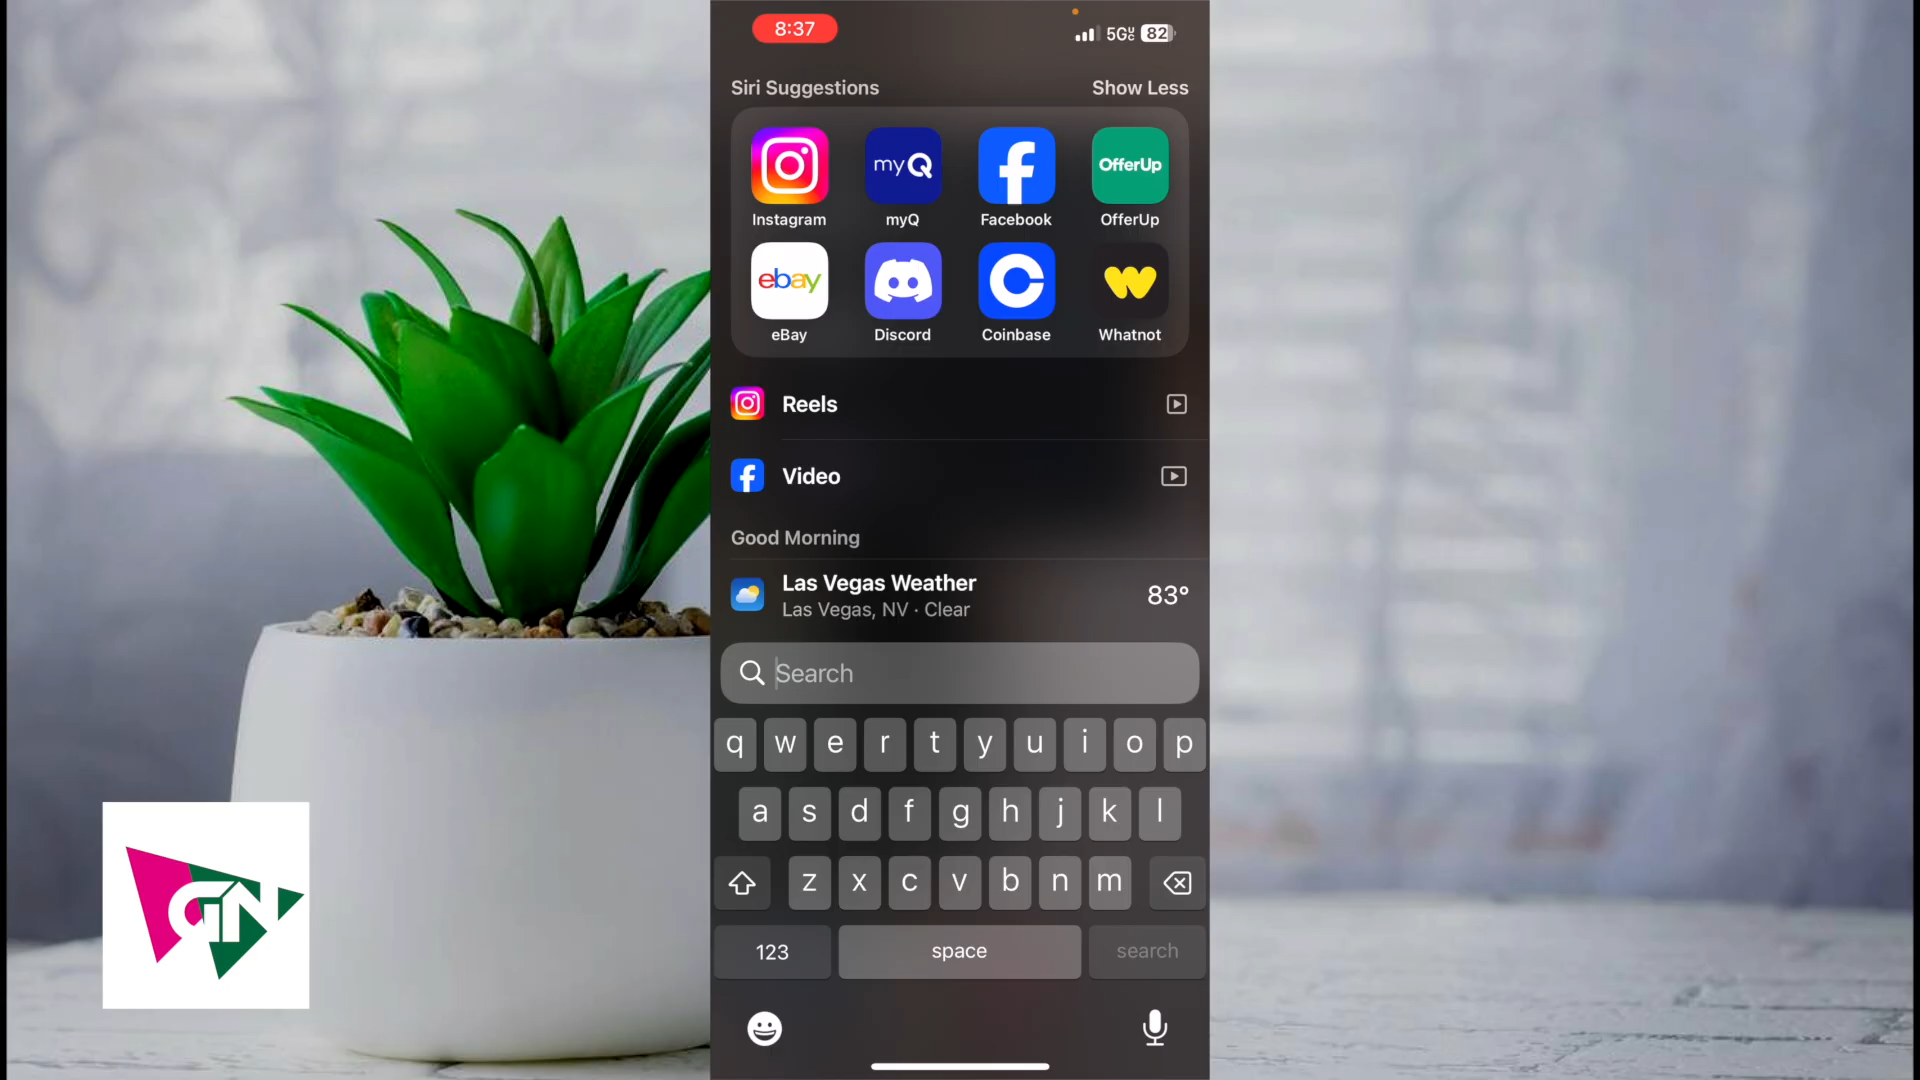 8:37
5G 82
Siri Suggestions
Show Less
myQ
OfferUp
Instagram
myQ
Facebook
OfferUp
ebay
eBay
Discord
Coinbase
Whatnot
Reels
Video
Good Morning
Las Vegas Weather
83°
Las Vegas, NV · Clear
Search
q w e r t y u i o p
a s d f g h j k l
z x c v b n m
123
space
search
GN